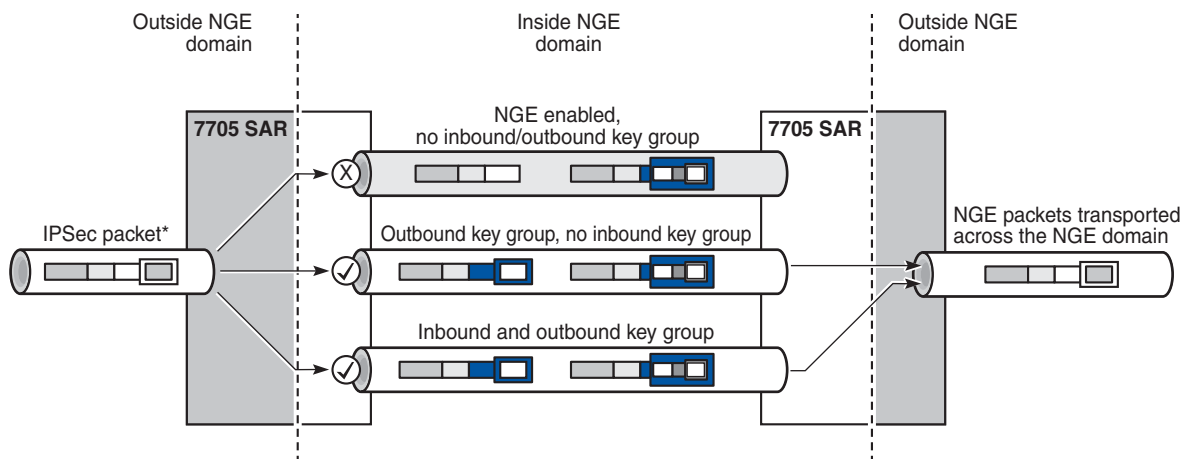 Outside NGE
domain
Inside NGE
domain
Outside NGE
domain
7705 SAR
NGE enabled,
no inbound/outbound key group
7705 SAR
X
IPSec packet*
Outbound key group, no inbound key group
NGE packets transported
across the NGE domain
Inbound and outbound key group